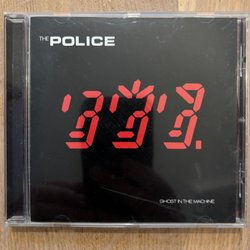 THE POLICE
GHOST IN THE MACHINE